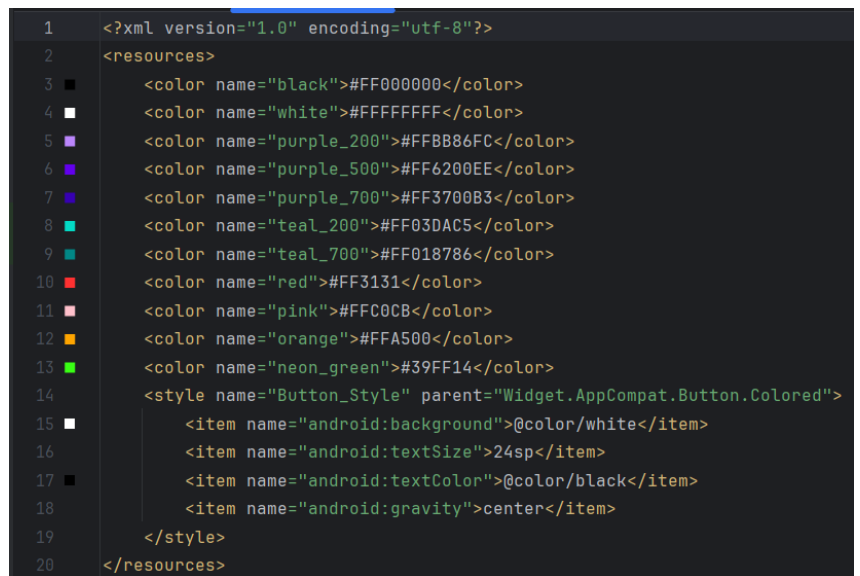 1 <?xml version="1.0" encoding="utf-8"?>
2 <resources>
3 <color name="black">#FF000000</color>
4 <color name="white">#FFFFFFFF</color>
5 <color name="purple_200">#FFBB86FC</color>
6 <color name="purple_500">#FF6200EE</color>
7 <color name="purple_700">#FF3700B3</color>
8 <color name="teal_200">#FF03DAC5</color>
9 <color name="teal_700">#FF018786</color>
10 <color name="red">#FF3131</color>
11 <color name="pink">#FFC0CB</color>
12 <color name="orange">#FFA500</color>
13 <color name="neon_green">#39FF14</color>
14 <style name="Button_Style" parent="Widget.AppCompat.Button.Colored">
15 <item name="android:background">@color/white</item>
16 <item name="android:textSize">24sp</item>
17 <item name="android:textColor">@color/black</item>
18 <item name="android:gravity">center</item>
19 </style>
20 </resources>